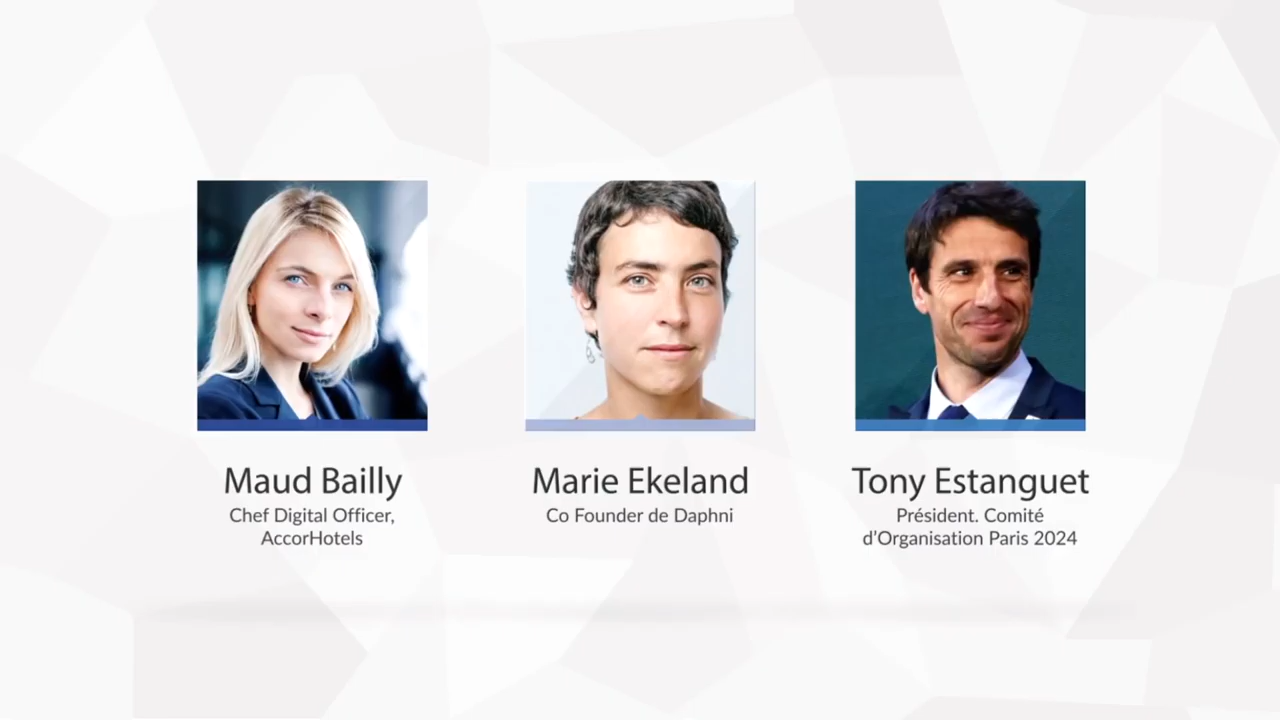 Maud Bailly
Chef Digital Officer,
AccorHotels
Marie Ekeland
Co Founder de Daphni
Tony Estanguet
Président. Comité
d'Organisation Paris 2024